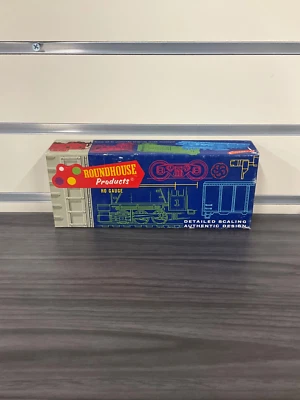 ROUNDHOUSE
Products
HO GAUGE
DETAILED SCALING
AUTHENTIC DESIGN